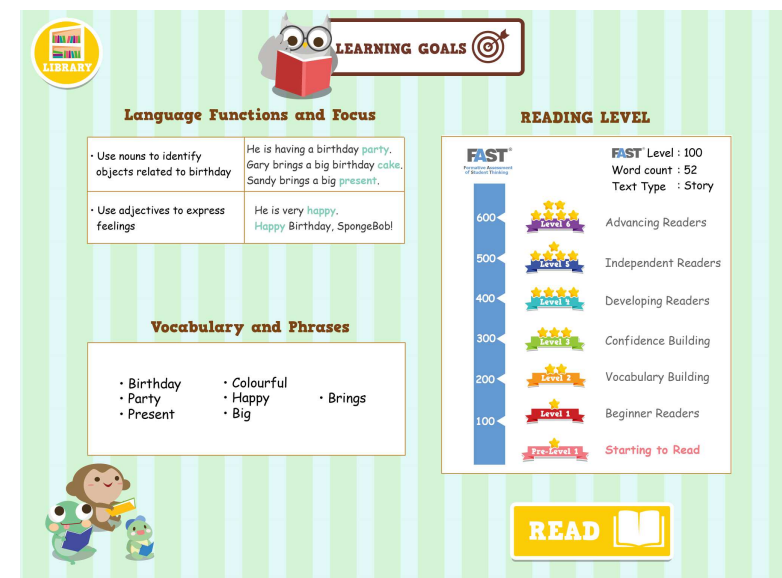 LIBRARY
LEARNING GOALS
Language Functions and Focus
• Use nouns to identify
objects related to birthday
He is having a birthday party.
Gary brings a big birthday cake.
Sandy brings a big present.
• Use adjectives to express
feelings
He is very happy.
Happy Birthday, SpongeBob!
Vocabulary and Phrases
• Birthday
• Party
• Present
• Colourful
• Happy
• Big
• Brings
READING LEVEL
FAST®
Formative Assessment
of Student Thinking
FAST® Level : 100
Word count : 52
Text Type : Story
600
Level 6
Advancing Readers
500
Level 5
Independent Readers
400
Level 4
Developing Readers
300
Level 3
Confidence Building
200
Level 2
Vocabulary Building
100
Level 1
Beginner Readers
Pre-Level 1
Starting to Read
READ